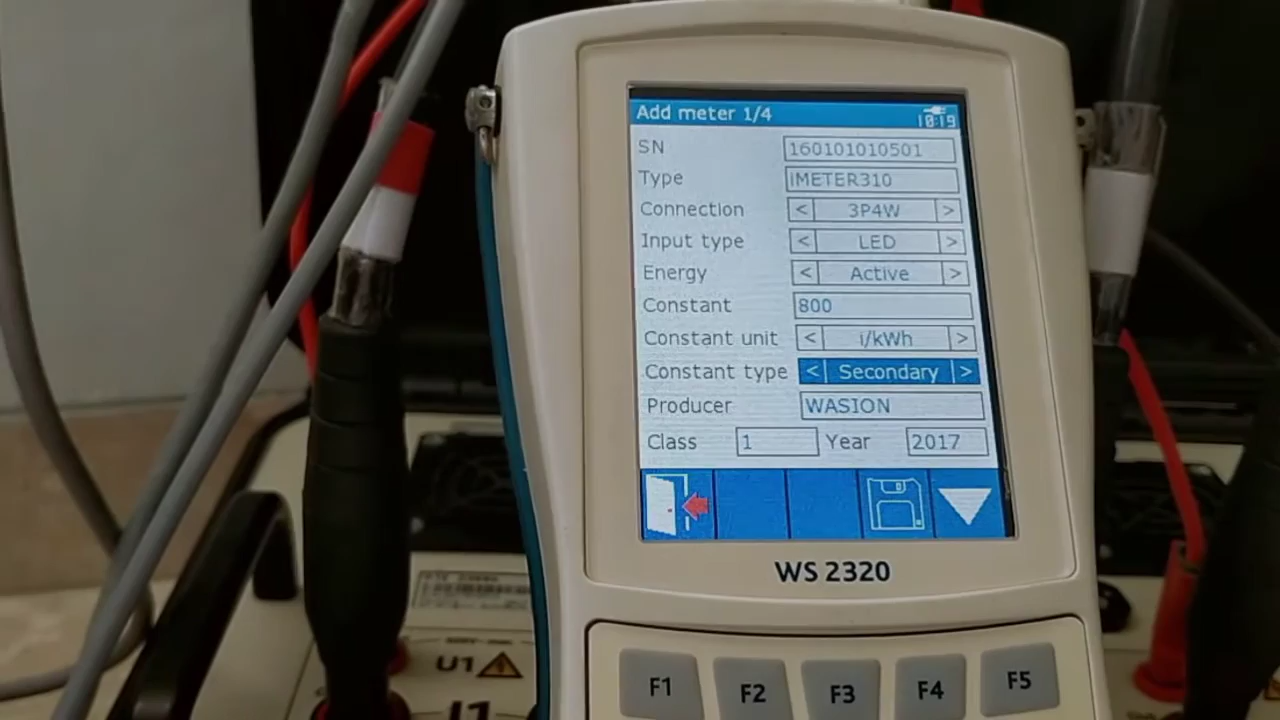 Add meter 1/4
10:19
SN 160101010501
Type iMETER310
Connection < 3P4W >
Input type < LED >
Energy < Active >
Constant 800
Constant unit < i/kWh >
Constant type < Secondary >
Producer WASION
Class 1 Year 2017
WS 2320
F1 F2 F3 F4 F5
U1